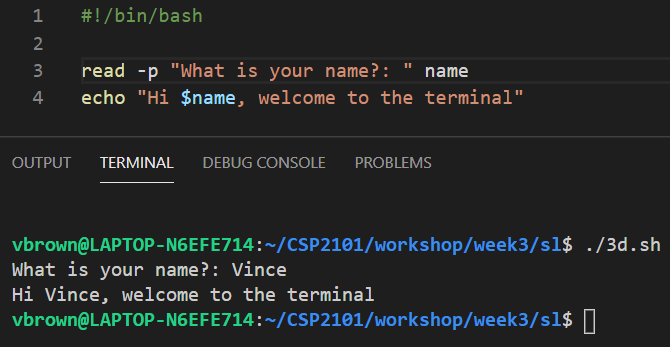 1 #!/bin/bash
2
3 read -p "What is your name?: " name
4 echo "Hi $name, welcome to the terminal"
OUTPUT TERMINAL DEBUG CONSOLE PROBLEMS
vbrown@LAPTOP-N6EFE714:~/CSP2101/workshop/week3/sl$ ./3d.sh
What is your name?: Vince
Hi Vince, welcome to the terminal
vbrown@LAPTOP-N6EFE714:~/CSP2101/workshop/week3/sl$